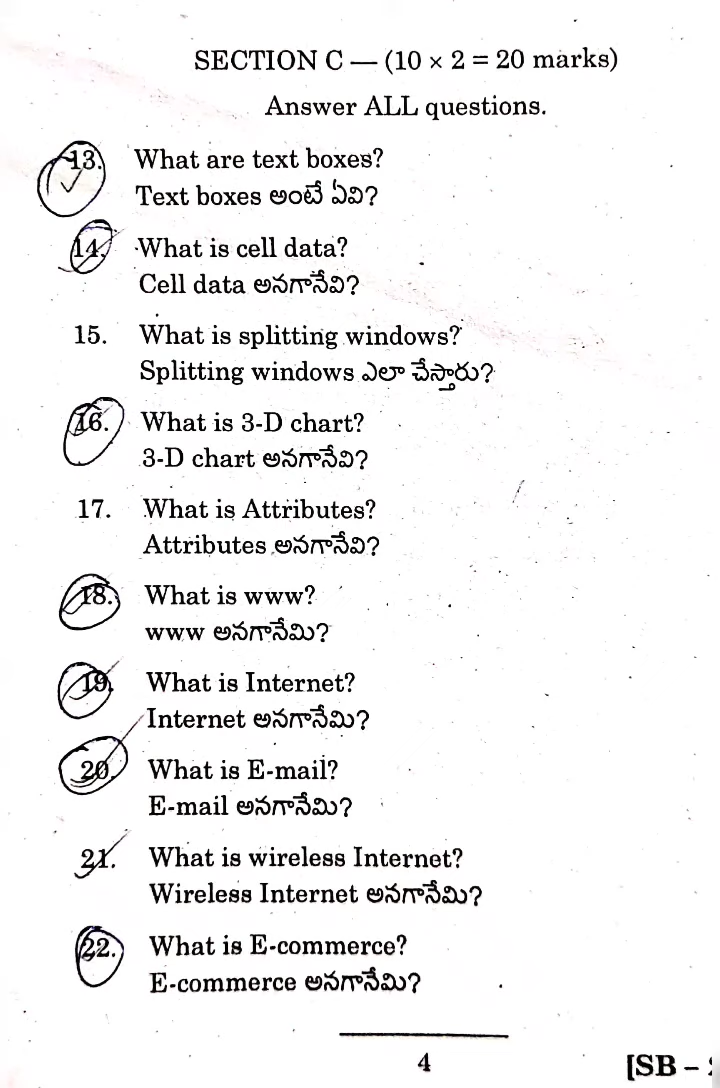 SECTION C — (10 × 2 = 20 marks)
Answer ALL questions.
13. What are text boxes?
Text boxes అంటే ఏవి?
14. What is cell data?
Cell data అనగానేవి?
15. What is splitting windows?
Splitting windows ఎలా చేస్తారు?
16. What is 3-D chart?
3-D chart అనగానేవి?
17. What is Attributes?
Attributes అనగానేవి?
18. What is www?
www అనగానేమి?
19. What is Internet?
Internet అనగానేమి?
20. What is E-mail?
E-mail అనగానేమి?
21. What is wireless Internet?
Wireless Internet అనగానేమి?
22. What is E-commerce?
E-commerce అనగానేమి?
4 [SB –